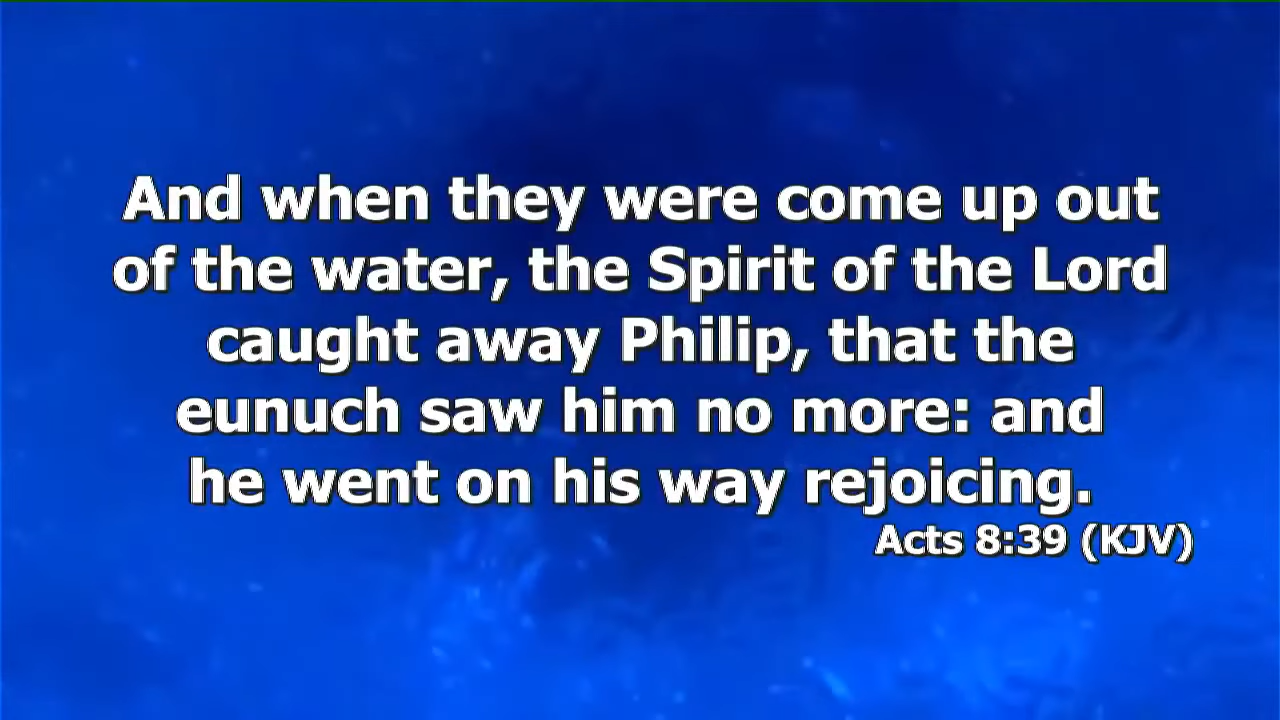 And when they were come up out
of the water, the Spirit of the Lord
caught away Philip, that the
eunuch saw him no more: and
he went on his way rejoicing.
Acts 8:39 (KJV)